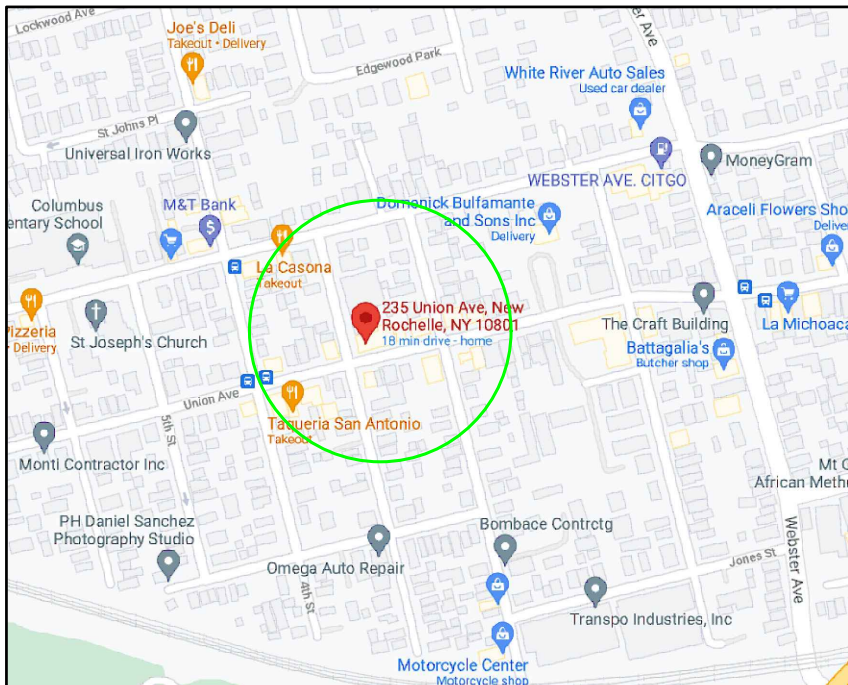 Lockwood Ave
Joe's Deli
Takeout • Delivery
Edgewood Park
ter Ave
White River Auto Sales
Used car dealer
St Johns Pl
Universal Iron Works
WEBSTER AVE. CITGO
MoneyGram
Columbus
entary School
M&T Bank
Domenick Bulfamante
and Sons Inc
Delivery
Araceli Flowers Sho
Deliver
La Casona
Takeout
235 Union Ave, New
Rochelle, NY 10801
18 min drive - home
Pizzeria
Delivery
St Joseph's Church
The Craft Building
La Michoaca
Battagalia's
Butcher shop
Union Ave
5th St
Taqueria San Antonio
Takeout
Monti Contractor Inc
Mt C
African Metho
PH Daniel Sanchez
Photography Studio
Bombace Contrctg
Webster Ave
Omega Auto Repair
4th St
Jones St
Transpo Industries, Inc
Motorcycle Center
Motorcycle shop